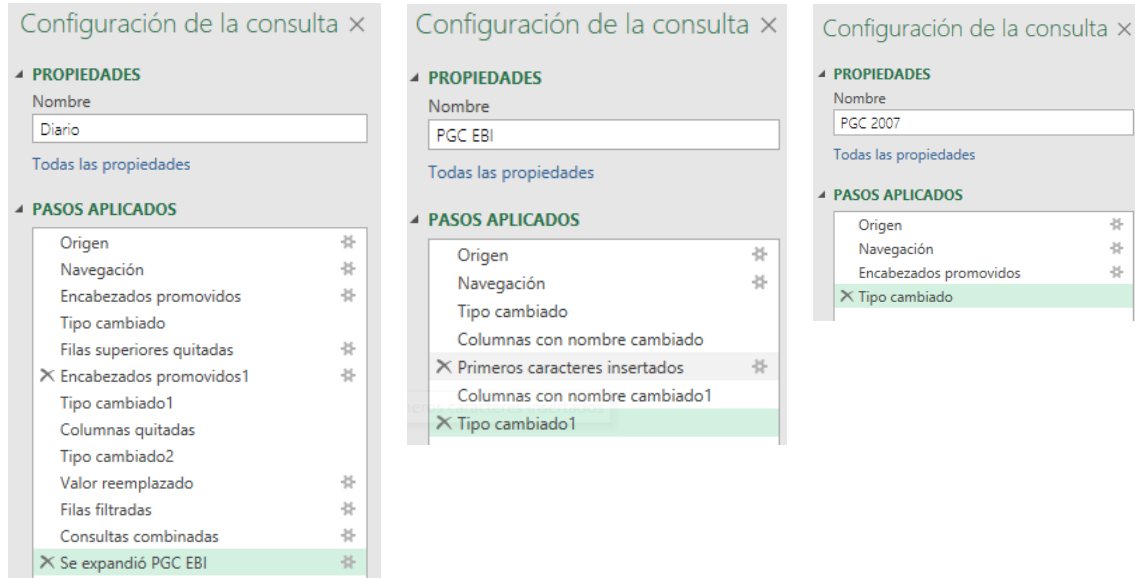 Configuración de la consulta
PROPIEDADES
Nombre
Diario
Todas las propiedades
PASOS APLICADOS
Origen
Navegación
Encabezados promovidos
Tipo cambiado
Filas superiores quitadas
Encabezados promovidos1
Tipo cambiado1
Columnas quitadas
Tipo cambiado2
Valor reemplazado
Filas filtradas
Consultas combinadas
Se expandió PGC EBI
Configuración de la consulta
PROPIEDADES
Nombre
PGC EBI
Todas las propiedades
PASOS APLICADOS
Origen
Navegación
Tipo cambiado
Columnas con nombre cambiado
Primeros caracteres insertados
Columnas con nombre cambiado1
Tipo cambiado1
Configuración de la consulta
PROPIEDADES
Nombre
PGC 2007
Todas las propiedades
PASOS APLICADOS
Origen
Navegación
Encabezados promovidos
Tipo cambiado